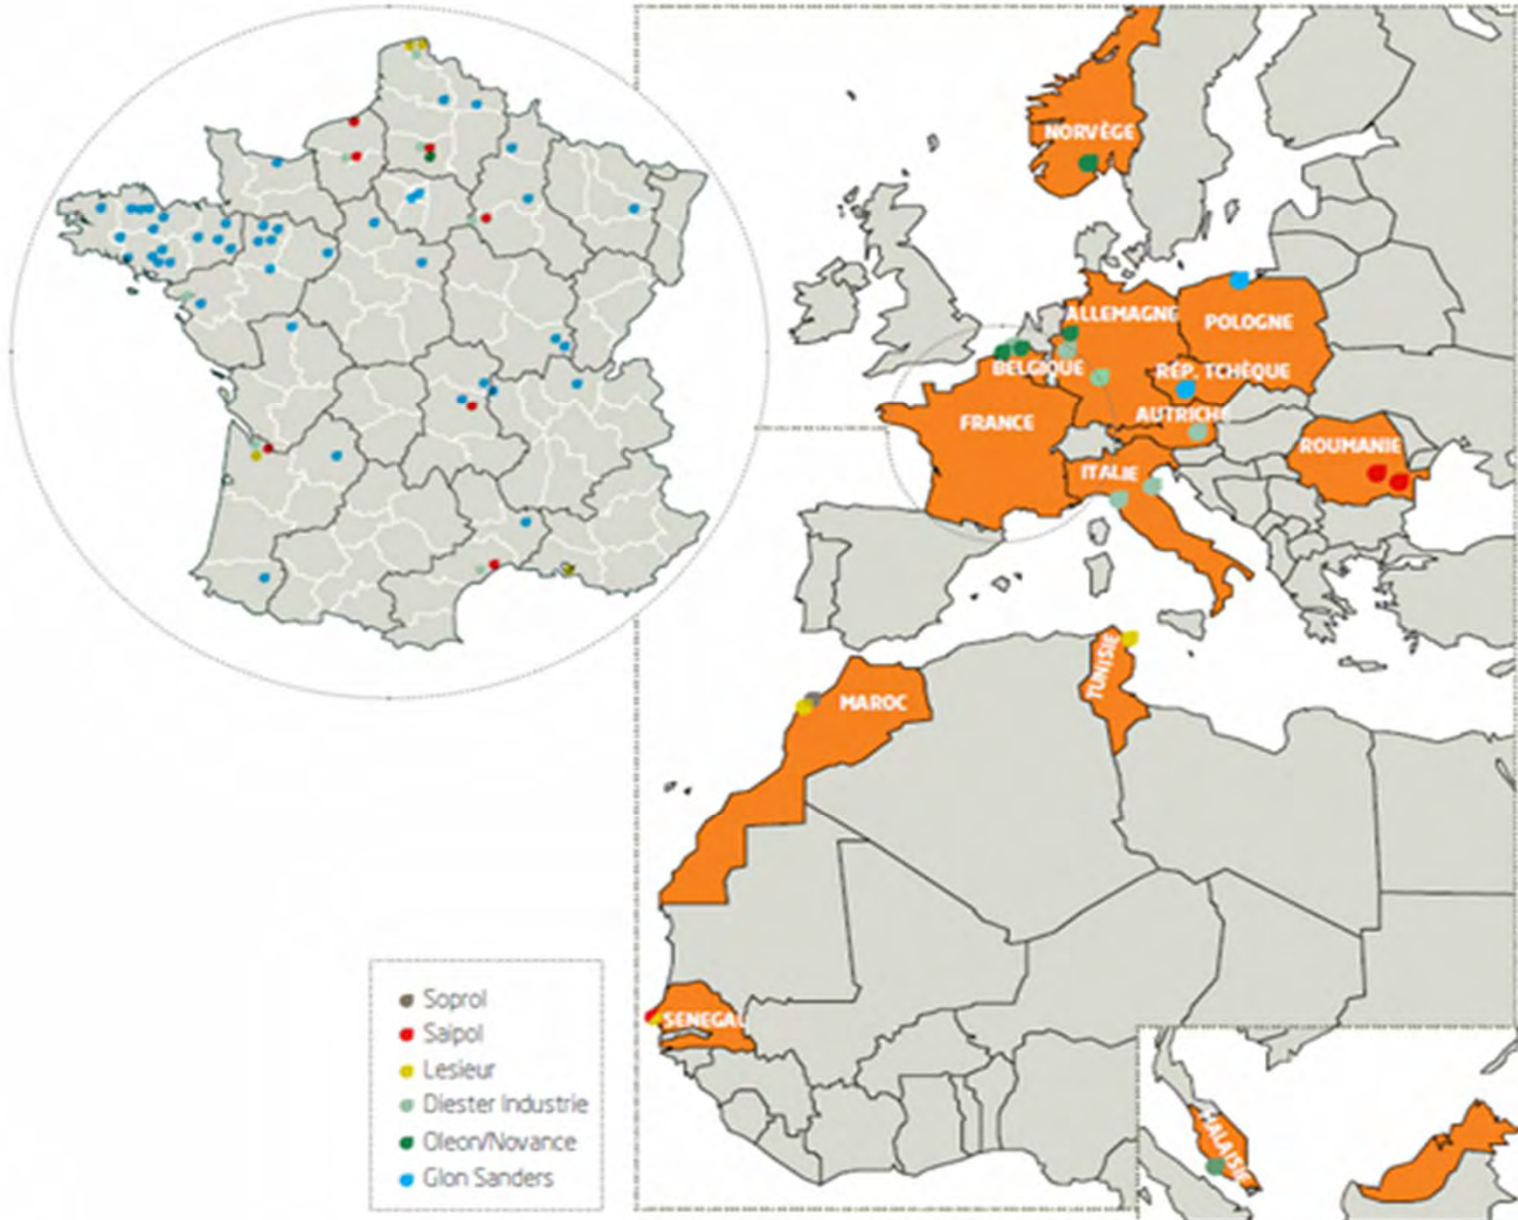 NORVÈGE
ALLEMAGNE
POLOGNE
BELGIQUE
RÉP. TCHÈQUE
FRANCE
AUTRICHE
ROUMANIE
ITALIE
TUNISIE
MAROC
SENEGAL
MALAISIE
Soprol
Saipol
Lesieur
Diester Industrie
Oleon/Novance
Glon Sanders